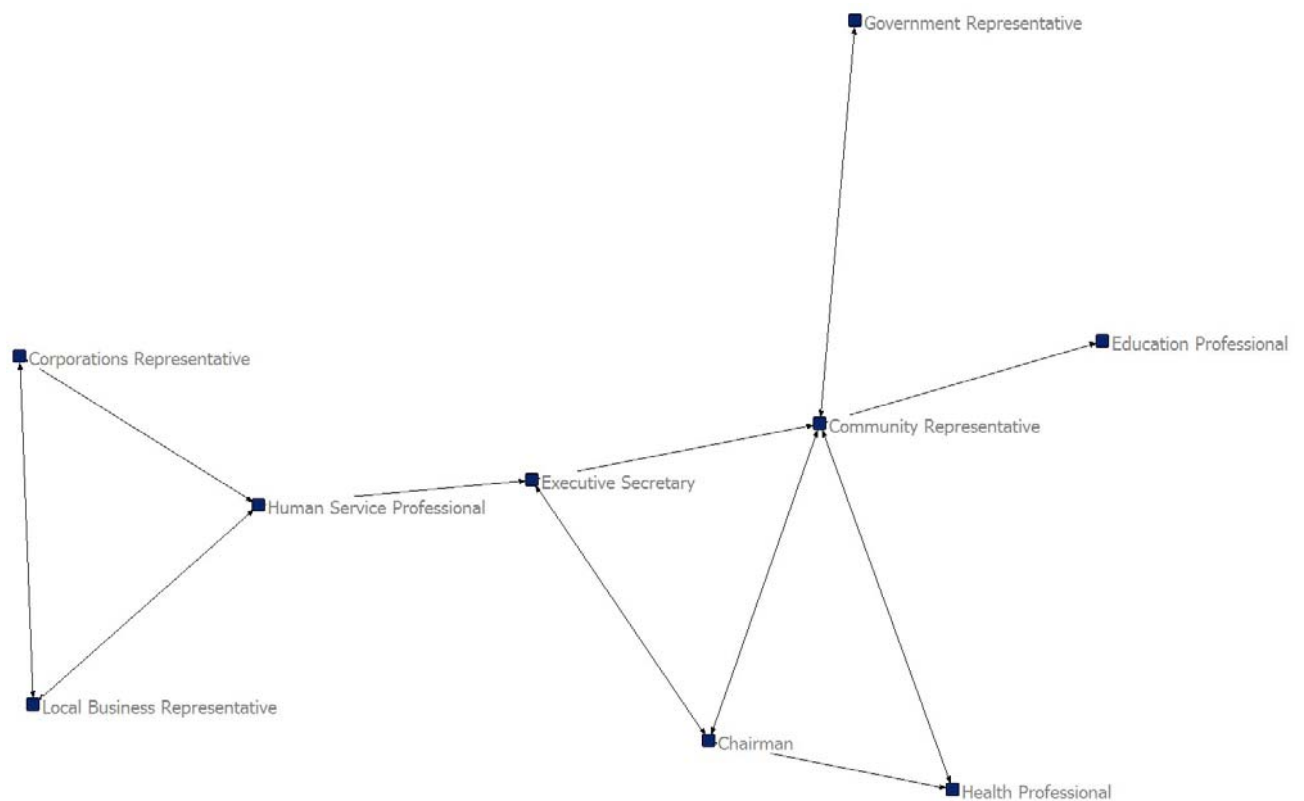 Government Representative
Education Professional
Corporations Representative
Community Representative
Executive Secretary
Human Service Professional
Local Business Representative
Chairman
Health Professional